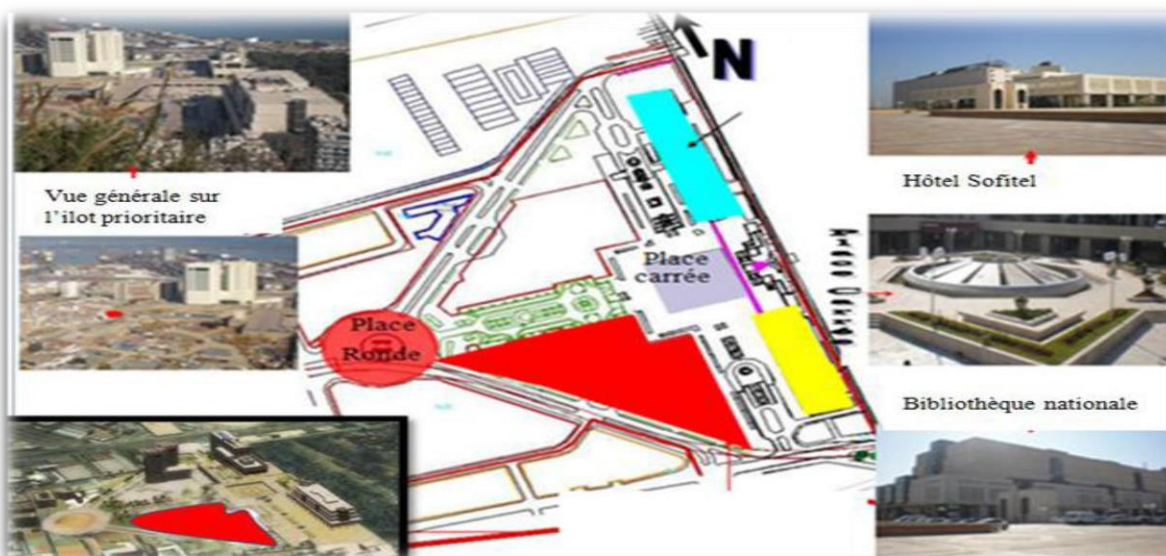 N
Vue générale sur
l'ilot prioritaire
Hôtel Sofitel
Place
carrée
Place
Ronde
Bibliothèque nationale